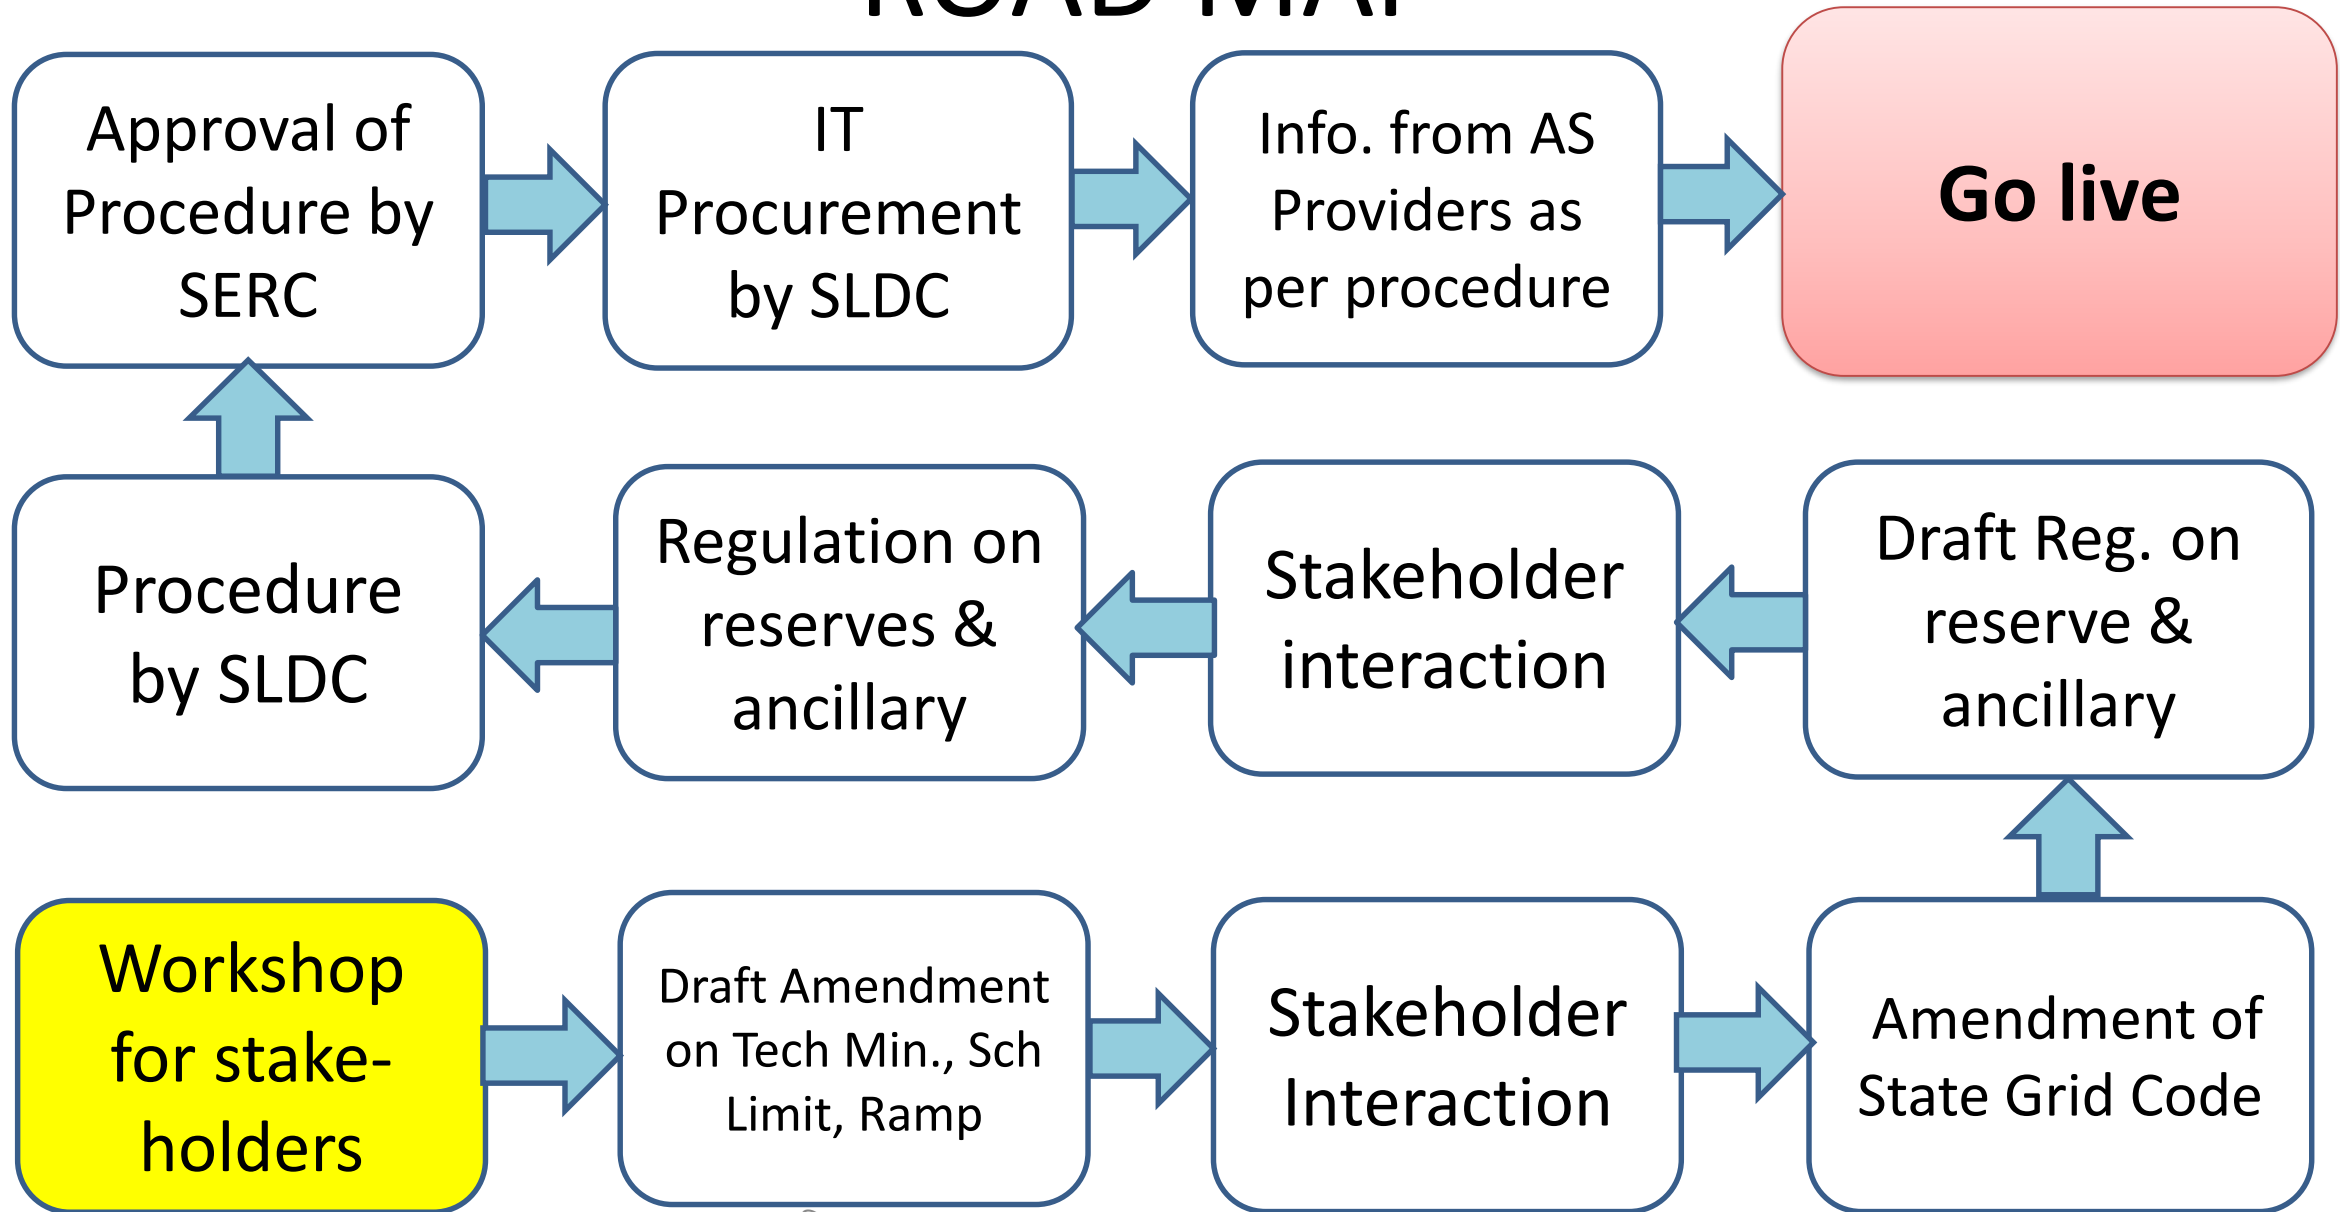 ROAD MAP
Approval of
Procedure by
SERC
IT
Procurement
by SLDC
Info. from AS
Providers as
per procedure
Go live
Procedure
by SLDC
Regulation on
reserves &
ancillary
Stakeholder
interaction
Draft Reg. on
reserve &
ancillary
Workshop
for stake-
holders
Draft Amendment
on Tech Min., Sch
Limit, Ramp
Stakeholder
Interaction
Amendment of
State Grid Code